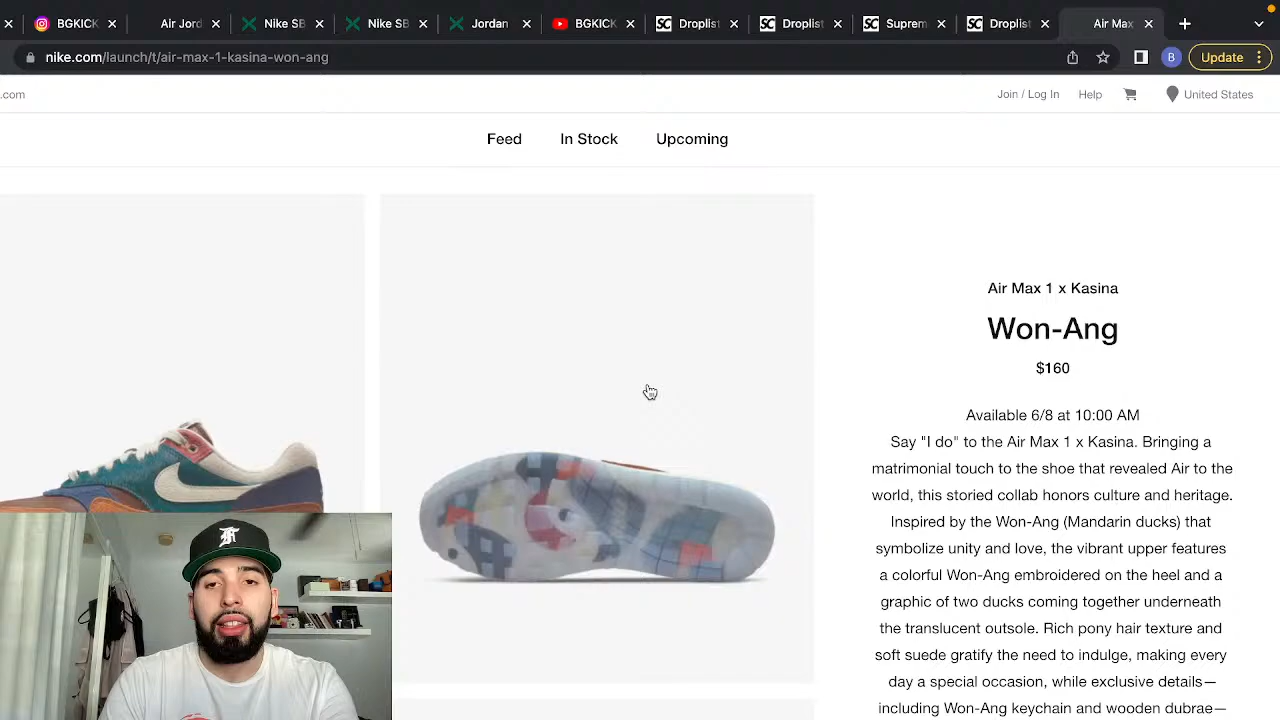 BGKICK
Air Jord
Nike SB
Nike SB
Jordan
BGKICK
SC Droplist
SC Droplist
SC Suprem
SC Droplist
Air Max
nike.com/launch/t/air-max-1-kasina-won-ang
B
Update
.com
Join / Log In
Help
United States
Feed
In Stock
Upcoming
Air Max 1 x Kasina
Won-Ang
$160
Available 6/8 at 10:00 AM
Say "I do" to the Air Max 1 x Kasina. Bringing a
matrimonial touch to the shoe that revealed Air to the
world, this storied collab honors culture and heritage.
Inspired by the Won-Ang (Mandarin ducks) that
symbolize unity and love, the vibrant upper features
a colorful Won-Ang embroidered on the heel and a
graphic of two ducks coming together underneath
the translucent outsole. Rich pony hair texture and
soft suede gratify the need to indulge, making every
day a special occasion, while exclusive details—
including Won-Ang keychain and wooden dubrae—